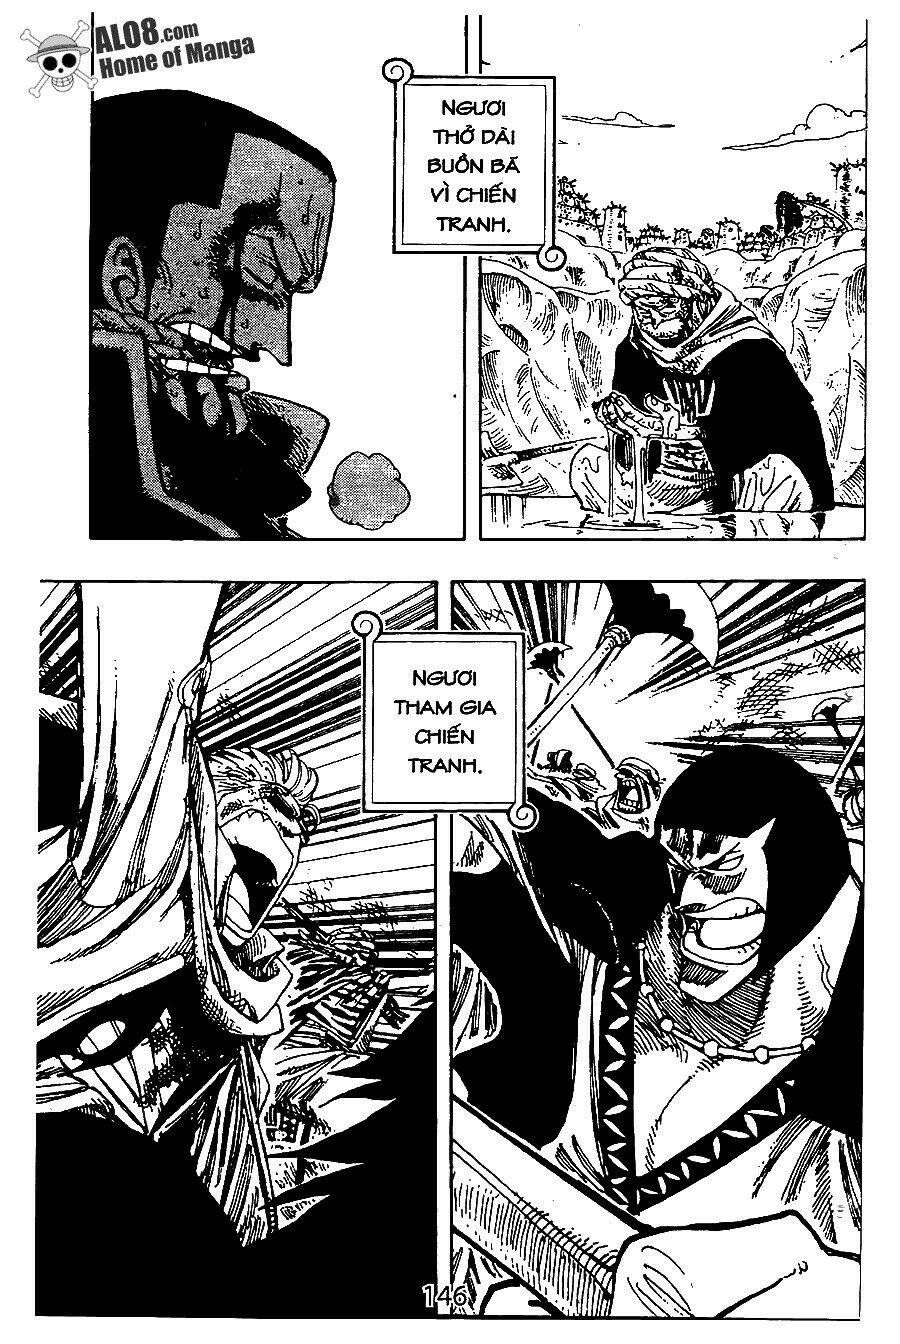 AL08.com
Home of Manga
NGƯƠI
THỞ DÀI
BUỒN BÃ
VÌ CHIẾN
TRANH.
NGƯƠI
THAM GIA
CHIẾN
TRANH.
146